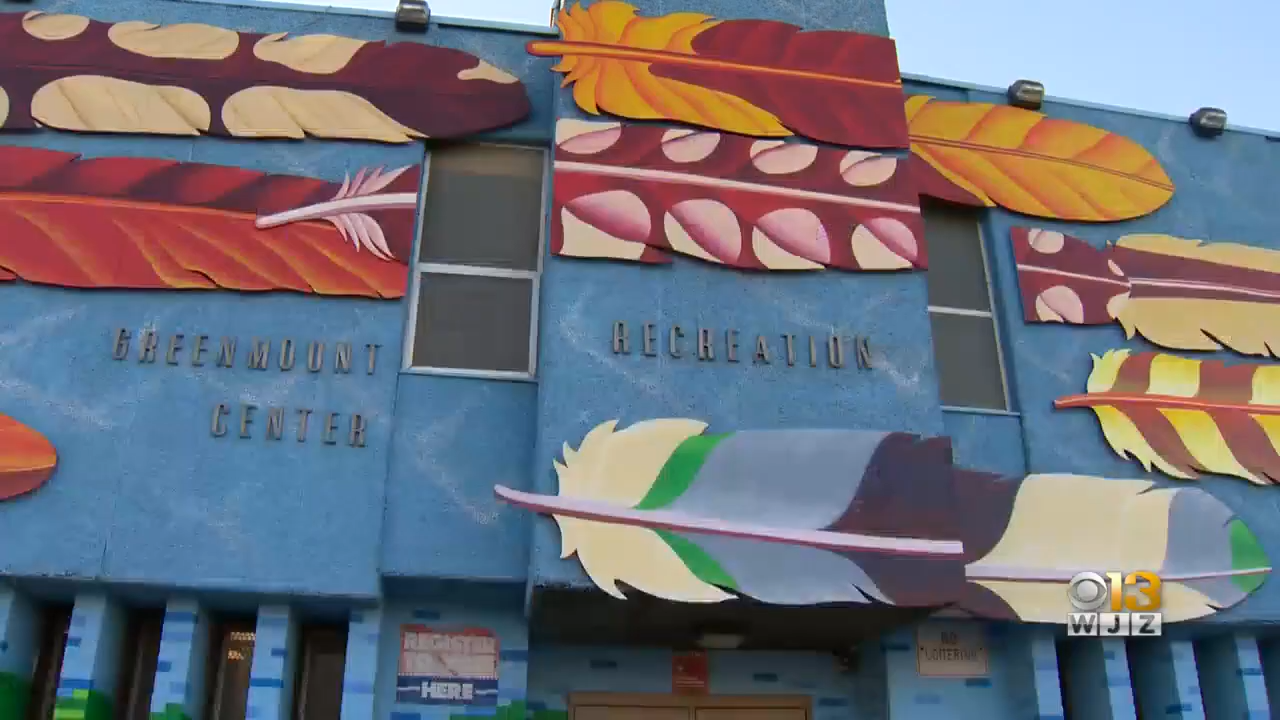 GREENMOUNT
CENTER
RECREATION
REGISTER
HERE
NO
LOITERING
13
WJZ